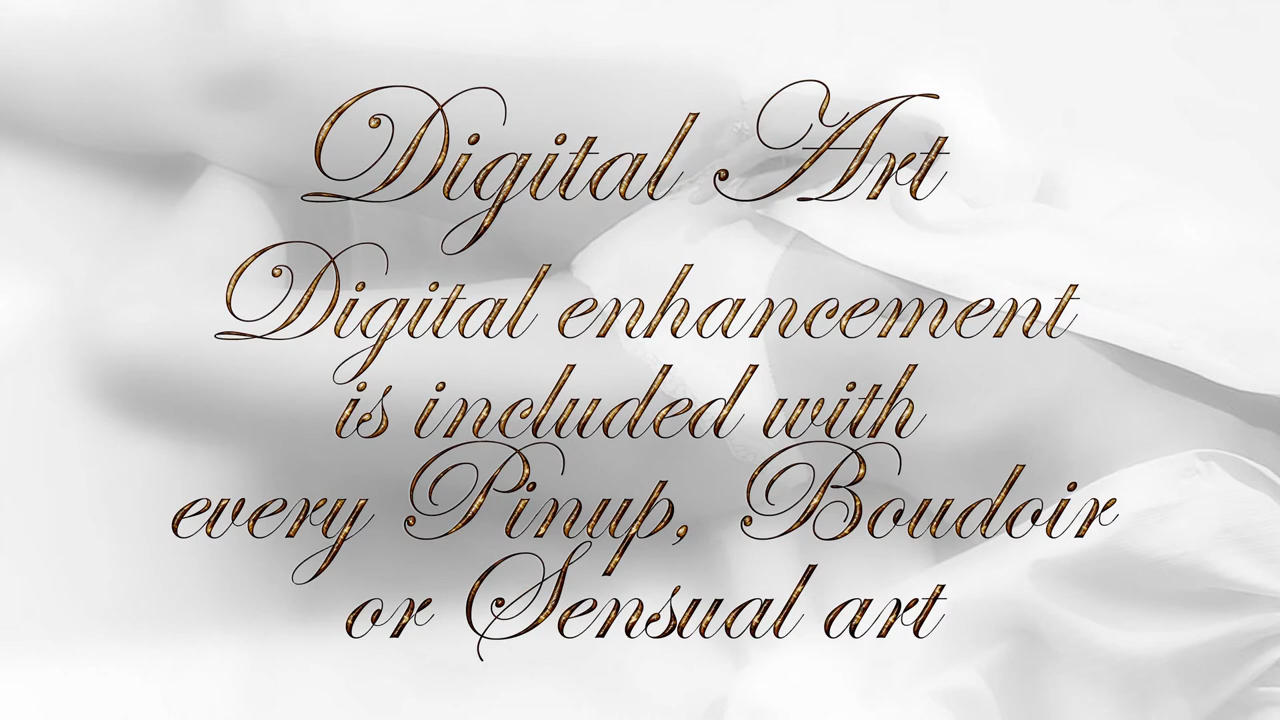 Digital Art
Digital enhancement
is included with
every Pinup, Boudoir
or Sensual art